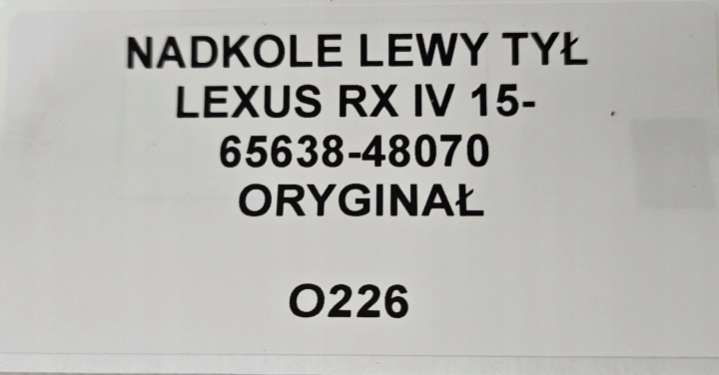 NADKOLE LEWY TYŁ
LEXUS RX IV 15-
65638-48070
ORYGINAŁ
O226